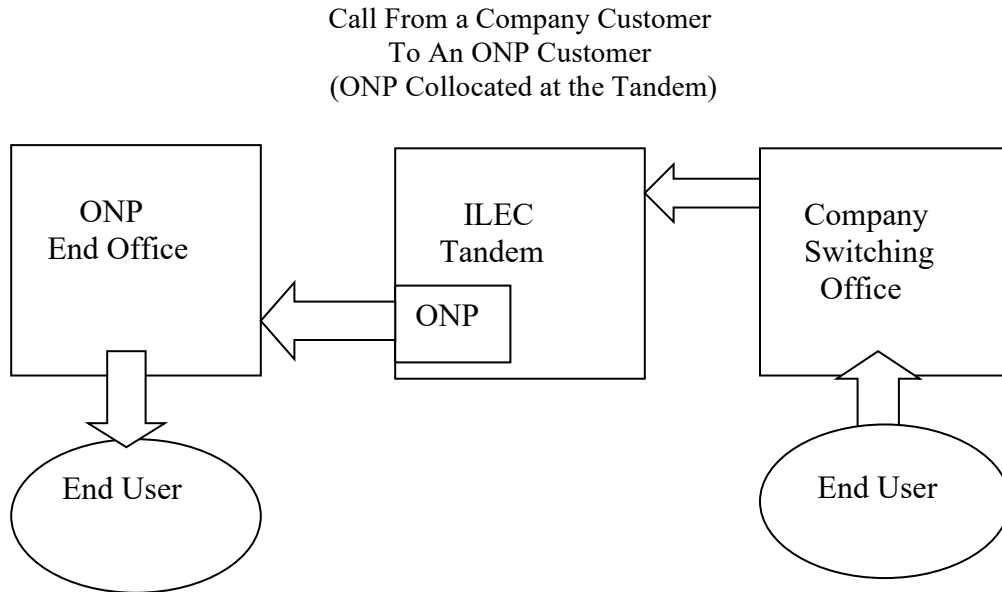 Call From a Company Customer
To An ONP Customer
(ONP Collocated at the Tandem)
ONP
End Office
ILEC
Tandem
ONP
Company
Switching
Office
End User
End User